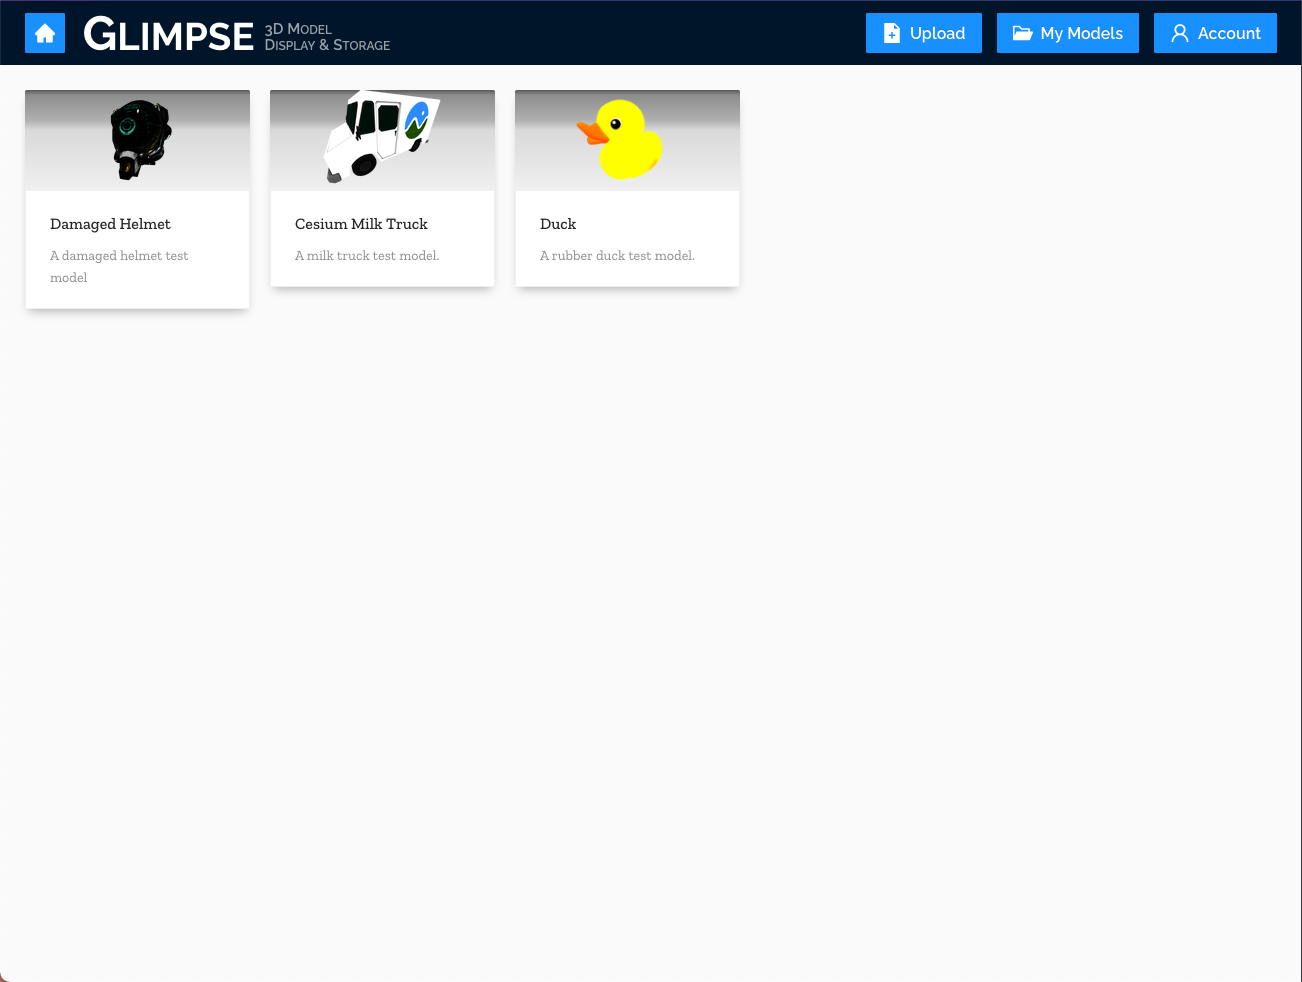 GLIMPSE
3D MODEL
DISPLAY & STORAGE
Upload
My Models
Account
Damaged Helmet
A damaged helmet test
model
Cesium Milk Truck
A milk truck test model.
Duck
A rubber duck test model.